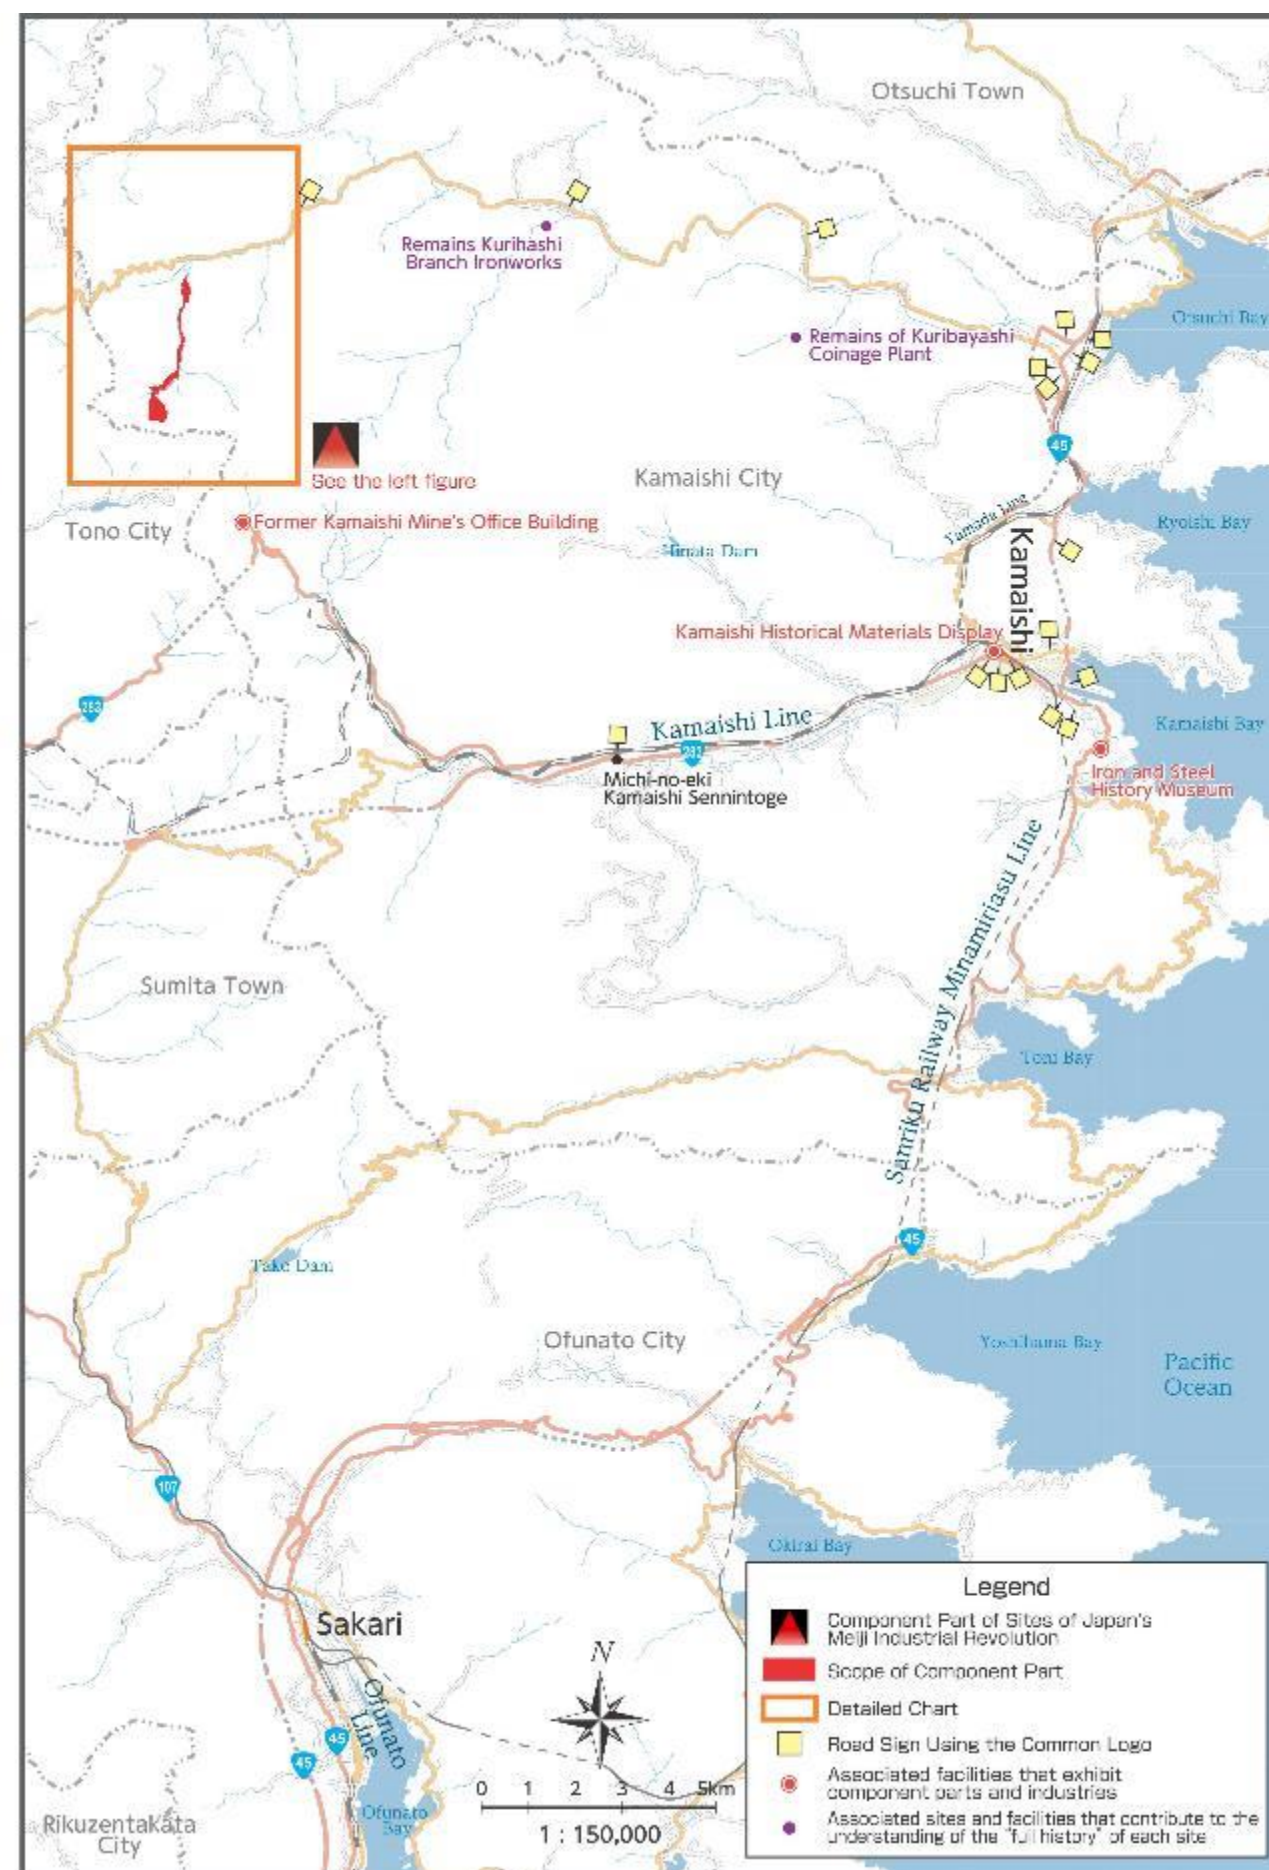 Otsuchi Town
Remains Kurihashi
Branch Ironworks
Remains of Kuribayashi
Coinage Plant
Otsuchi Bay
45
See the left figure
Kamaishi City
Tono City
Former Kamaishi Mine's Office Building
Hinata Dam
Yamada Line
Kamaishi
Ryoishi Bay
Kamaishi Historical Materials Display
283
Kamaishi Line
283
Kamaishi Bay
Michi-no-eki
Kamaishi Sennintoge
Iron and Steel
History Museum
Sanriku Railway Minamiriasu Line
Sumita Town
Toni Bay
45
Take Dam
Ofunato City
Yoshihama Bay
Pacific
Ocean
107
Okirai Bay
Sakari
Ofunato
Line
45
45
Ofunato
Bay
Rikuzentakata
City
N
0 1 2 3 4 5km
1 : 150,000
Legend
Component Part of Sites of Japan's
Meiji Industrial Revolution
Scope of Component Part
Detailed Chart
Road Sign Using the Common Logo
Associated facilities that exhibit
component parts and industries
Associated sites and facilities that contribute to the
understanding of the "full history" of each site